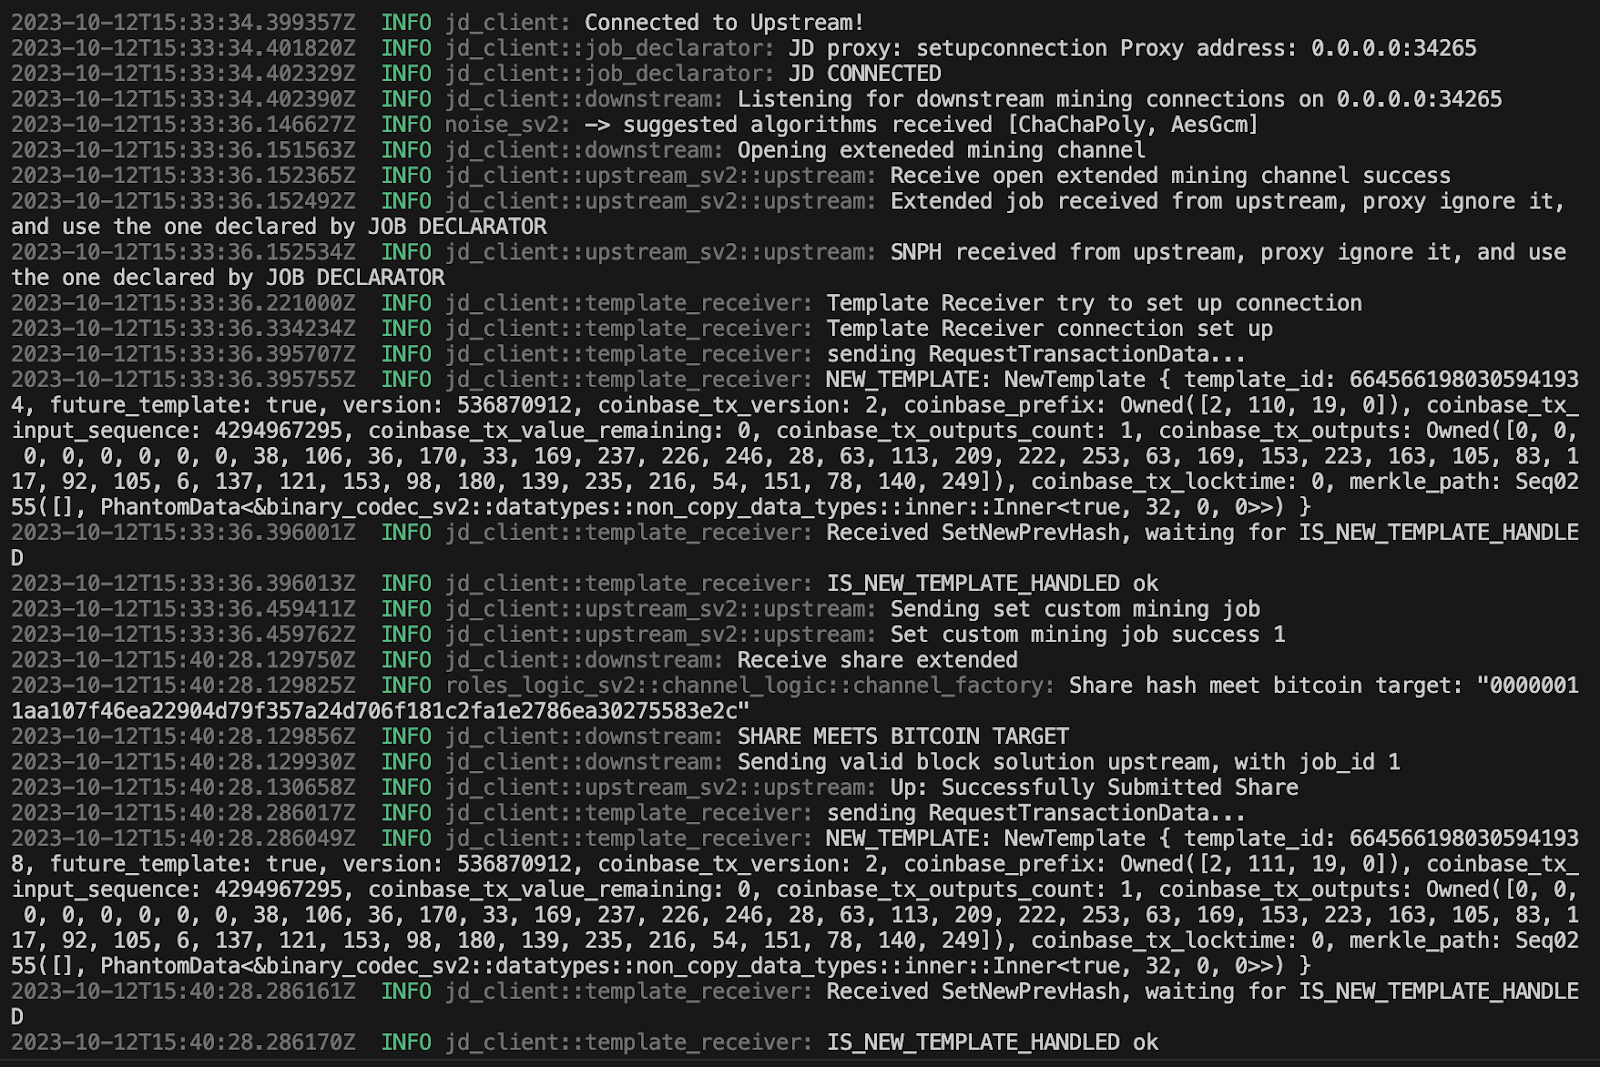 2023-10-12T15:33:34.399357Z  INFO jd_client: Connected to Upstream!
2023-10-12T15:33:34.401820Z  INFO jd_client::job_declarator: JD proxy: setupconnection Proxy address: 0.0.0.0:34265
2023-10-12T15:33:34.402329Z  INFO jd_client::job_declarator: JD CONNECTED
2023-10-12T15:33:34.402390Z  INFO jd_client::downstream: Listening for downstream mining connections on 0.0.0.0:34265
2023-10-12T15:33:36.146627Z  INFO noise_sv2: -> suggested algorithms received [ChaChaPoly, AesGcm]
2023-10-12T15:33:36.151563Z  INFO jd_client::downstream: Opening exteneded mining channel
2023-10-12T15:33:36.152365Z  INFO jd_client::upstream_sv2::upstream: Receive open extended mining channel success
2023-10-12T15:33:36.152492Z  INFO jd_client::upstream_sv2::upstream: Extended job received from upstream, proxy ignore it,
and use the one declared by JOB DECLARATOR
2023-10-12T15:33:36.152534Z  INFO jd_client::upstream_sv2::upstream: SNPH received from upstream, proxy ignore it, and use
the one declared by JOB DECLARATOR
2023-10-12T15:33:36.221000Z  INFO jd_client::template_receiver: Template Receiver try to set up connection
2023-10-12T15:33:36.334234Z  INFO jd_client::template_receiver: Template Receiver connection set up
2023-10-12T15:33:36.395707Z  INFO jd_client::template_receiver: sending RequestTransactionData...
2023-10-12T15:33:36.395755Z  INFO jd_client::template_receiver: NEW_TEMPLATE: NewTemplate { template_id: 664566198030594193
4, future_template: true, version: 536870912, coinbase_tx_version: 2, coinbase_prefix: Owned([2, 110, 19, 0]), coinbase_tx_
input_sequence: 4294967295, coinbase_tx_value_remaining: 0, coinbase_tx_outputs_count: 1, coinbase_tx_outputs: Owned([0, 0,
0, 0, 0, 0, 0, 0, 38, 106, 36, 170, 33, 169, 237, 226, 246, 28, 63, 113, 209, 222, 253, 63, 169, 153, 223, 163, 105, 83, 1
17, 92, 105, 6, 137, 121, 153, 98, 180, 139, 235, 216, 54, 151, 78, 140, 249]), coinbase_tx_locktime: 0, merkle_path: Seq02
55([], PhantomData<&binary_codec_sv2::datatypes::non_copy_data_types::inner::Inner<true, 32, 0, 0>>) }
2023-10-12T15:33:36.396001Z  INFO jd_client::template_receiver: Received SetNewPrevHash, waiting for IS_NEW_TEMPLATE_HANDLE
D
2023-10-12T15:33:36.396013Z  INFO jd_client::template_receiver: IS_NEW_TEMPLATE_HANDLED ok
2023-10-12T15:33:36.459411Z  INFO jd_client::upstream_sv2::upstream: Sending set custom mining job
2023-10-12T15:33:36.459762Z  INFO jd_client::upstream_sv2::upstream: Set custom mining job success 1
2023-10-12T15:40:28.129750Z  INFO jd_client::downstream: Receive share extended
2023-10-12T15:40:28.129825Z  INFO roles_logic_sv2::channel_logic::channel_factory: Share hash meet bitcoin target: "0000001
1aa107f46ea22904d79f357a24d706f181c2fa1e2786ea30275583e2c"
2023-10-12T15:40:28.129856Z  INFO jd_client::downstream: SHARE MEETS BITCOIN TARGET
2023-10-12T15:40:28.129930Z  INFO jd_client::downstream: Sending valid block solution upstream, with job_id 1
2023-10-12T15:40:28.130658Z  INFO jd_client::upstream_sv2::upstream: Up: Successfully Submitted Share
2023-10-12T15:40:28.286017Z  INFO jd_client::template_receiver: sending RequestTransactionData...
2023-10-12T15:40:28.286049Z  INFO jd_client::template_receiver: NEW_TEMPLATE: NewTemplate { template_id: 664566198030594193
8, future_template: true, version: 536870912, coinbase_tx_version: 2, coinbase_prefix: Owned([2, 111, 19, 0]), coinbase_tx_
input_sequence: 4294967295, coinbase_tx_value_remaining: 0, coinbase_tx_outputs_count: 1, coinbase_tx_outputs: Owned([0, 0,
0, 0, 0, 0, 0, 0, 38, 106, 36, 170, 33, 169, 237, 226, 246, 28, 63, 113, 209, 222, 253, 63, 169, 153, 223, 163, 105, 83, 1
17, 92, 105, 6, 137, 121, 153, 98, 180, 139, 235, 216, 54, 151, 78, 140, 249]), coinbase_tx_locktime: 0, merkle_path: Seq02
55([], PhantomData<&binary_codec_sv2::datatypes::non_copy_data_types::inner::Inner<true, 32, 0, 0>>) }
2023-10-12T15:40:28.286161Z  INFO jd_client::template_receiver: Received SetNewPrevHash, waiting for IS_NEW_TEMPLATE_HANDLE
D
2023-10-12T15:40:28.286170Z  INFO jd_client::template_receiver: IS_NEW_TEMPLATE_HANDLED ok